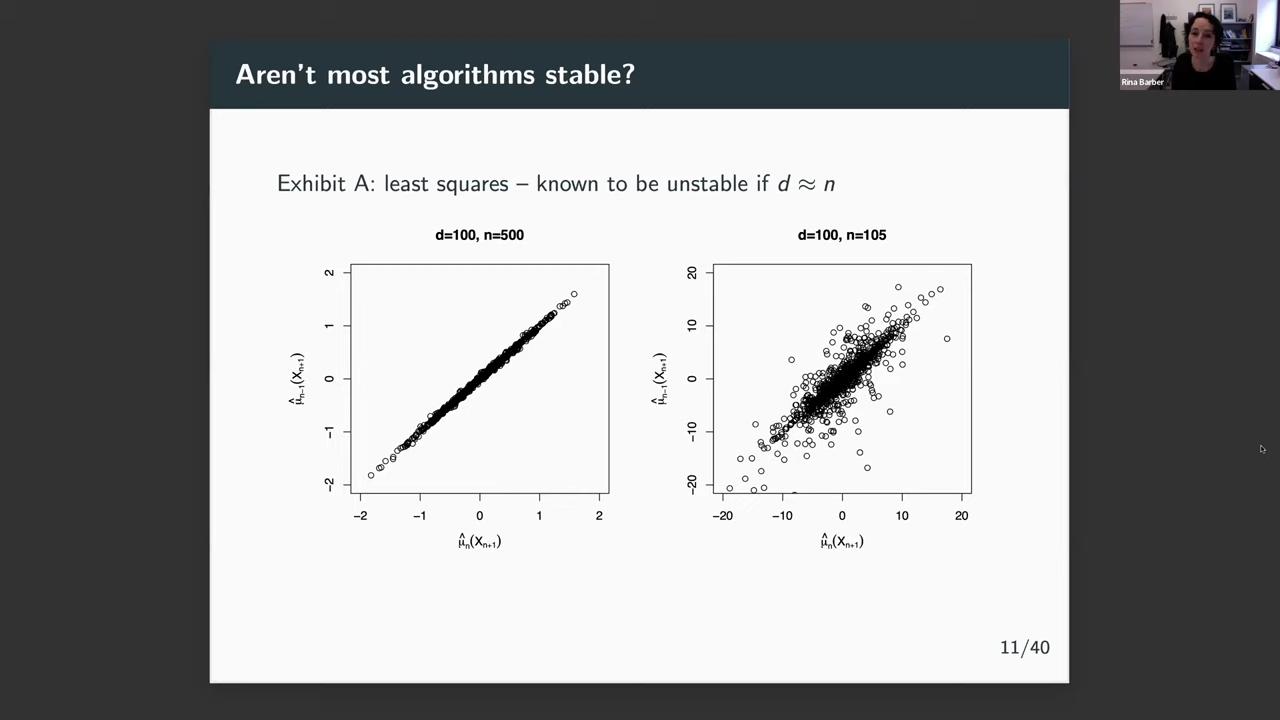 Aren't most algorithms stable?
Rina Barber
Exhibit A: least squares – known to be unstable if d ≈ n
d=100, n=500
2
1
0
−1
−2
μ̂n−1(Xn+1)
−2 −1 0 1 2
μ̂n(Xn+1)
d=100, n=105
20
10
0
−10
−20
μ̂n−1(Xn+1)
−20 −10 0 10 20
μ̂n(Xn+1)
11/40